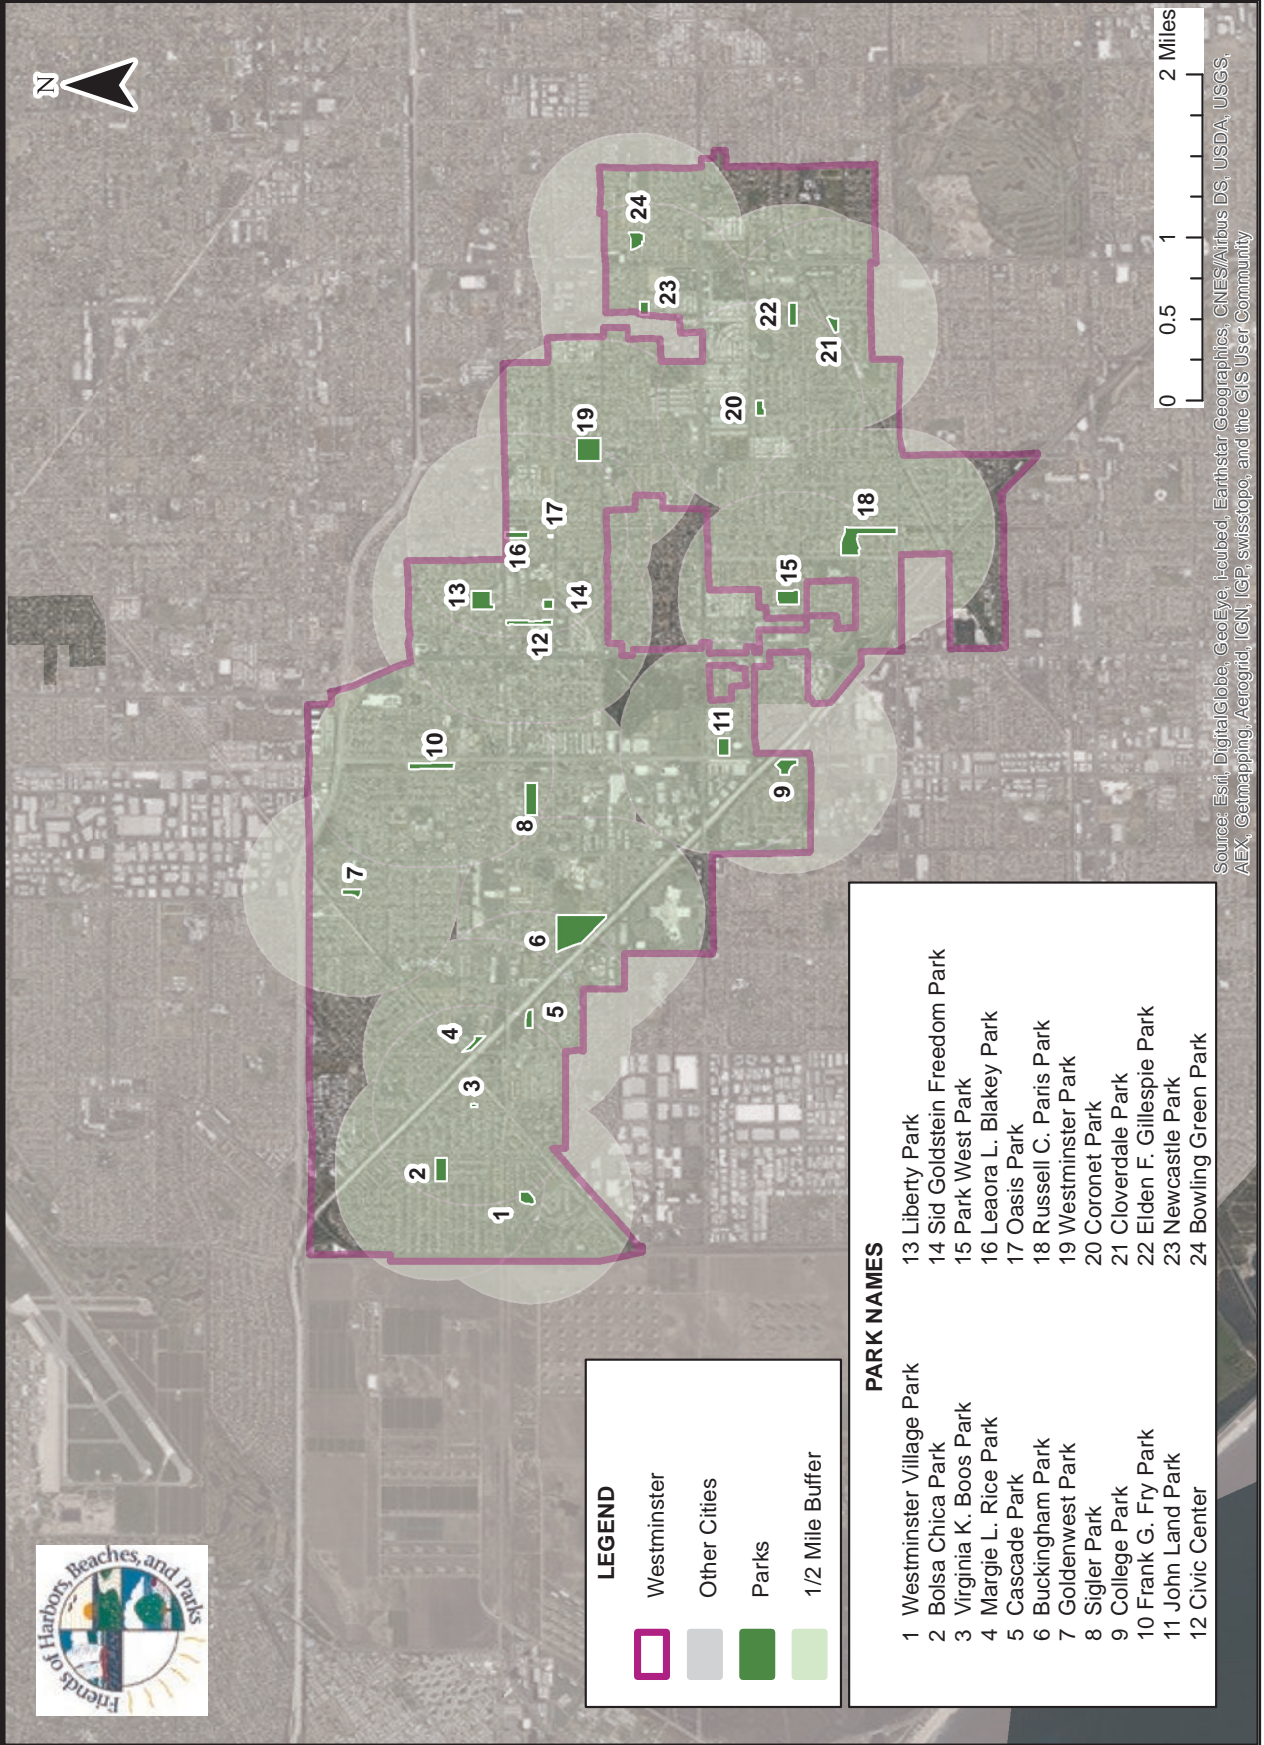 N
Friends of Harbors, Beaches, and Parks
1
2
3
4
5
6
7
8
9
10
11
12
13
14
15
16
17
18
19
20
21
22
23
24
LEGEND
Westminster
Other Cities
Parks
1/2 Mile Buffer
PARK NAMES
1 Westminster Village Park
2 Bolsa Chica Park
3 Virginia K. Boos Park
4 Margie L. Rice Park
5 Cascade Park
6 Buckingham Park
7 Goldenwest Park
8 Sigler Park
9 College Park
10 Frank G. Fry Park
11 John Land Park
12 Civic Center
13 Liberty Park
14 Sid Goldstein Freedom Park
15 Park West Park
16 Leaora L. Blakey Park
17 Oasis Park
18 Russell C. Paris Park
19 Westminster Park
20 Coronet Park
21 Cloverdale Park
22 Elden F. Gillespie Park
23 Newcastle Park
24 Bowling Green Park
0 0.5 1 2 Miles
Source: Esri, DigitalGlobe, GeoEye, i-cubed, Earthstar Geographics, CNES/Airbus DS, USDA, USGS,
AEX, Getmapping, Aerogrid, IGN, IGP, swisstopo, and the GIS User Community